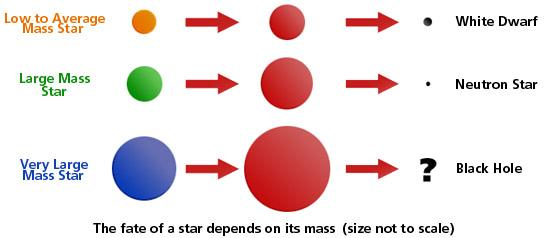 Low to Average
Mass Star
White Dwarf
Large Mass
Star
Neutron Star
Very Large
Mass Star
?
Black Hole
The fate of a star depends on its mass (size not to scale)